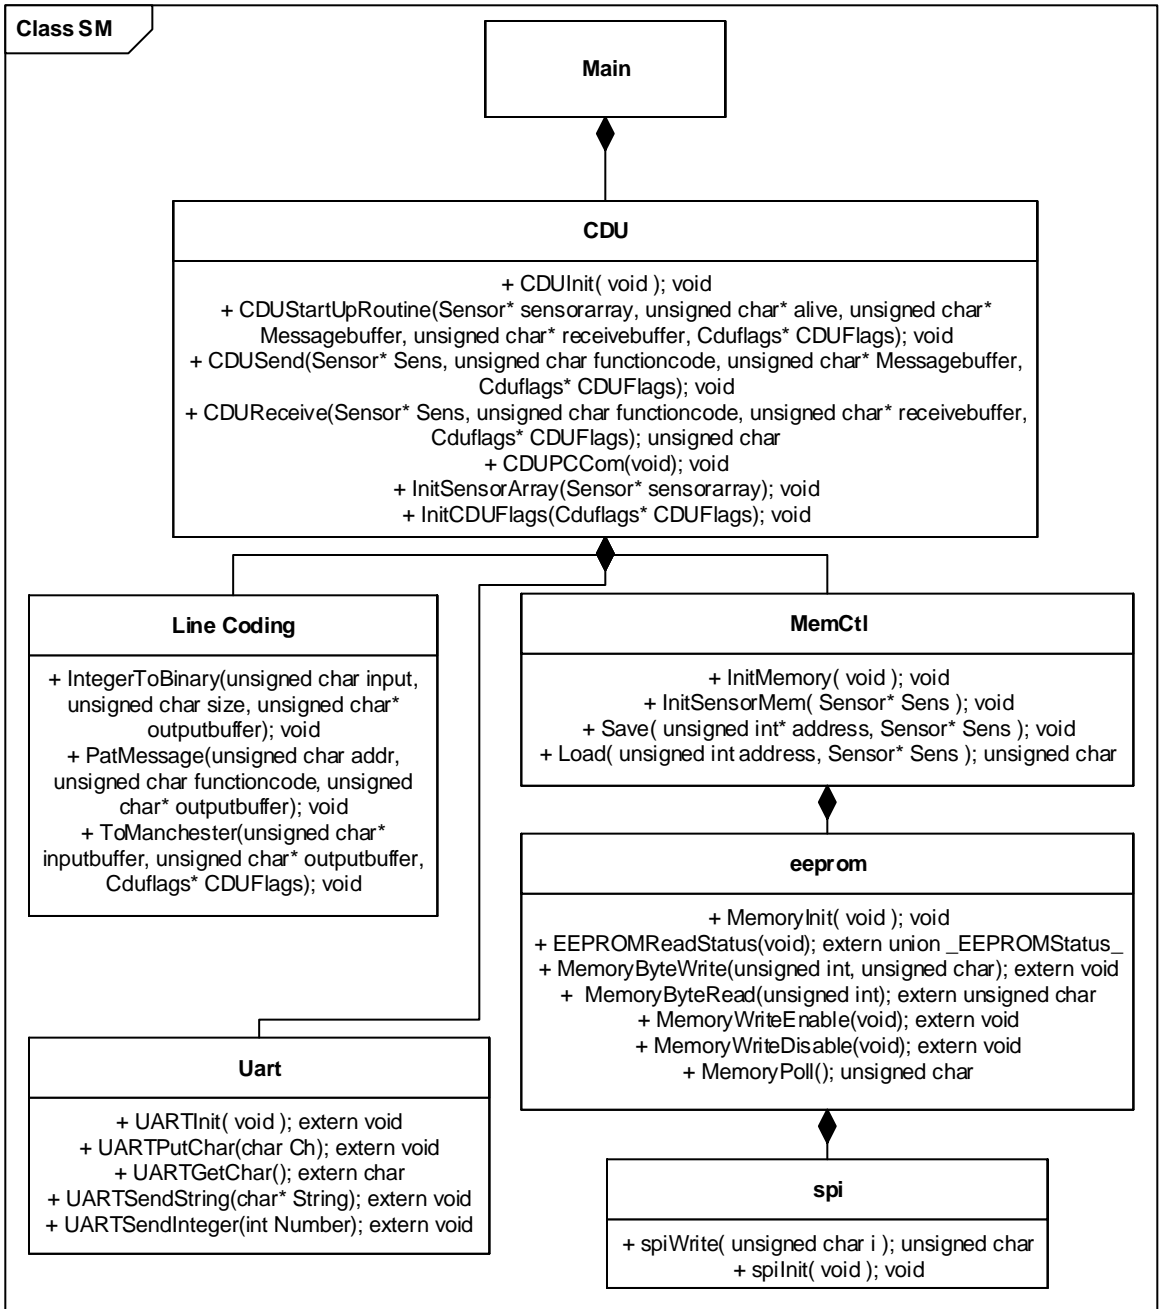 Class SM
Main
CDU
+ CDUInit( void ); void
+ CDUStartUpRoutine(Sensor* sensorarray, unsigned char* alive, unsigned char*
Messagebuffer, unsigned char* receivebuffer, Cduflags* CDUFlags); void
+ CDUSend(Sensor* Sens, unsigned char functioncode, unsigned char* Messagebuffer,
Cduflags* CDUFlags); void
+ CDUReceive(Sensor* Sens, unsigned char functioncode, unsigned char* receivebuffer,
Cduflags* CDUFlags); unsigned char
+ CDUPCCom(void); void
+ InitSensorArray(Sensor* sensorarray); void
+ InitCDUFlags(Cduflags* CDUFlags); void
Line Coding
+ IntegerToBinary(unsigned char input,
unsigned char size, unsigned char*
outputbuffer); void
+ PatMessage(unsigned char addr,
unsigned char functioncode, unsigned
char* outputbuffer); void
+ ToManchester(unsigned char*
inputbuffer, unsigned char* outputbuffer,
Cduflags* CDUFlags); void
MemCtl
+ InitMemory( void ); void
+ InitSensorMem( Sensor* Sens ); void
+ Save( unsigned int* address, Sensor* Sens ); void
+ Load( unsigned int address, Sensor* Sens ); unsigned char
eeprom
+ MemoryInit( void ); void
+ EEPROMReadStatus(void); extern union _EEPROMStatus_
+ MemoryByteWrite(unsigned int, unsigned char); extern void
+ MemoryByteRead(unsigned int); extern unsigned char
+ MemoryWriteEnable(void); extern void
+ MemoryWriteDisable(void); extern void
+ MemoryPoll(); unsigned char
Uart
+ UARTInit( void ); extern void
+ UARTPutChar(char Ch); extern void
+ UARTGetChar(); extern char
+ UARTSendString(char* String); extern void
+ UARTSendInteger(int Number); extern void
spi
+ spiWrite( unsigned char i ); unsigned char
+ spiInit( void ); void